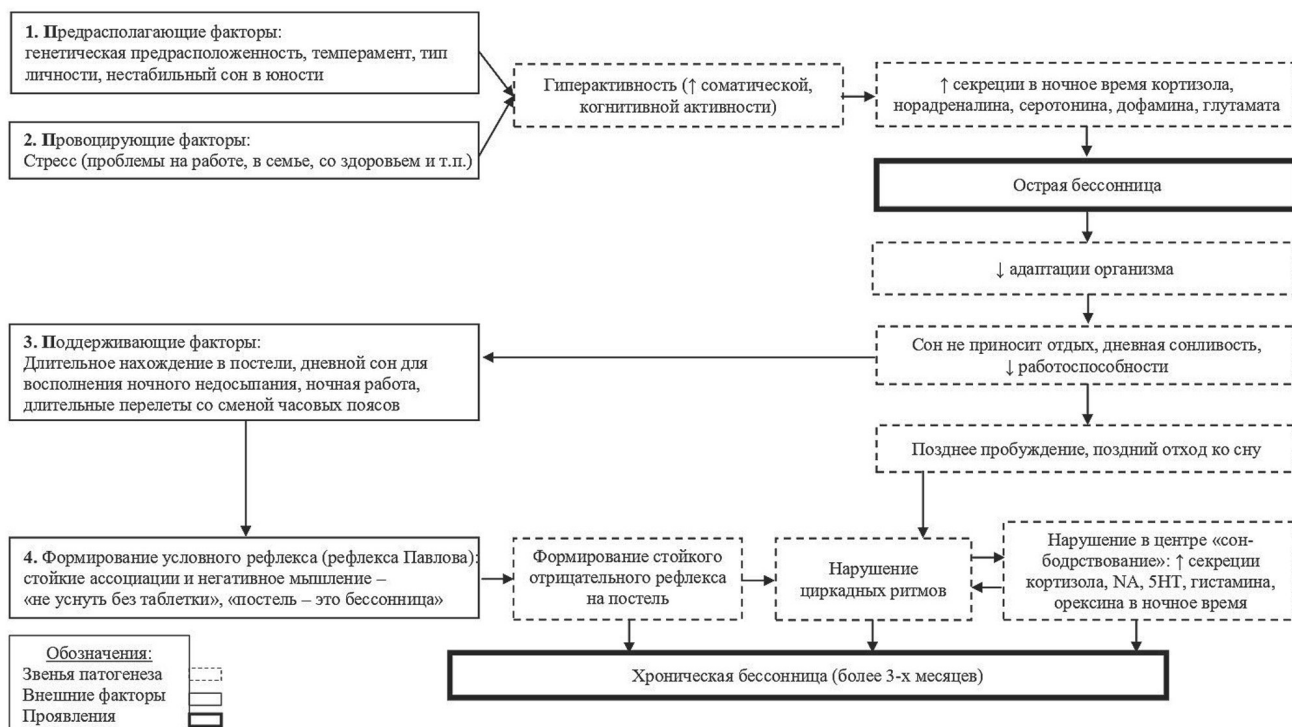 1. Предрасполагающие факторы:
генетическая предрасположенность, темперамент, тип
личности, нестабильный сон в юности
2. Провоцирующие факторы:
Стресс (проблемы на работе, в семье, со здоровьем и т.п.)
Гиперактивность (↑ соматической,
когнитивной активности)
↑ секреции в ночное время кортизола,
норадреналина, серотонина, дофамина, глутамата
Острая бессонница
↓ адаптации организма
Сон не приносит отдых, дневная сонливость,
↓ работоспособности
3. Поддерживающие факторы:
Длительное нахождение в постели, дневной сон для
восполнения ночного недосыпания, ночная работа,
длительные перелеты со сменой часовых поясов
Позднее пробуждение, поздний отход ко сну
4. Формирование условного рефлекса (рефлекса Павлова):
стойкие ассоциации и негативное мышление –
«не уснуть без таблетки», «постель – это бессонница»
Формирование стойкого
отрицательного рефлекса
на постель
Нарушение
циркадных ритмов
Нарушение в центре «сон-
бодрствование»: ↑ секреции
кортизола, NA, 5HT, гистамина,
орексина в ночное время
Хроническая бессонница (более 3-х месяцев)
Обозначения:
Звенья патогенеза
Внешние факторы
Проявления